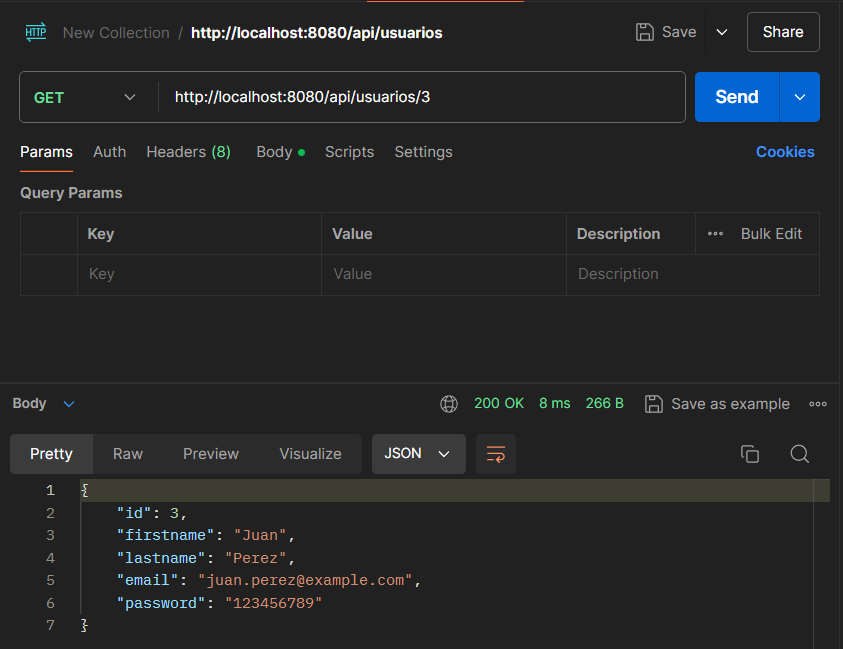 HTTP New Collection / http://localhost:8080/api/usuarios Save Share
GET http://localhost:8080/api/usuarios/3 Send
Params Auth Headers (8) Body Scripts Settings Cookies
Query Params
Key Value Description Bulk Edit
Key Value Description
Body 200 OK 8 ms 266 B Save as example
Pretty Raw Preview Visualize JSON
1 {
2 "id": 3,
3 "firstname": "Juan",
4 "lastname": "Perez",
5 "email": "juan.perez@example.com",
6 "password": "123456789"
7 }